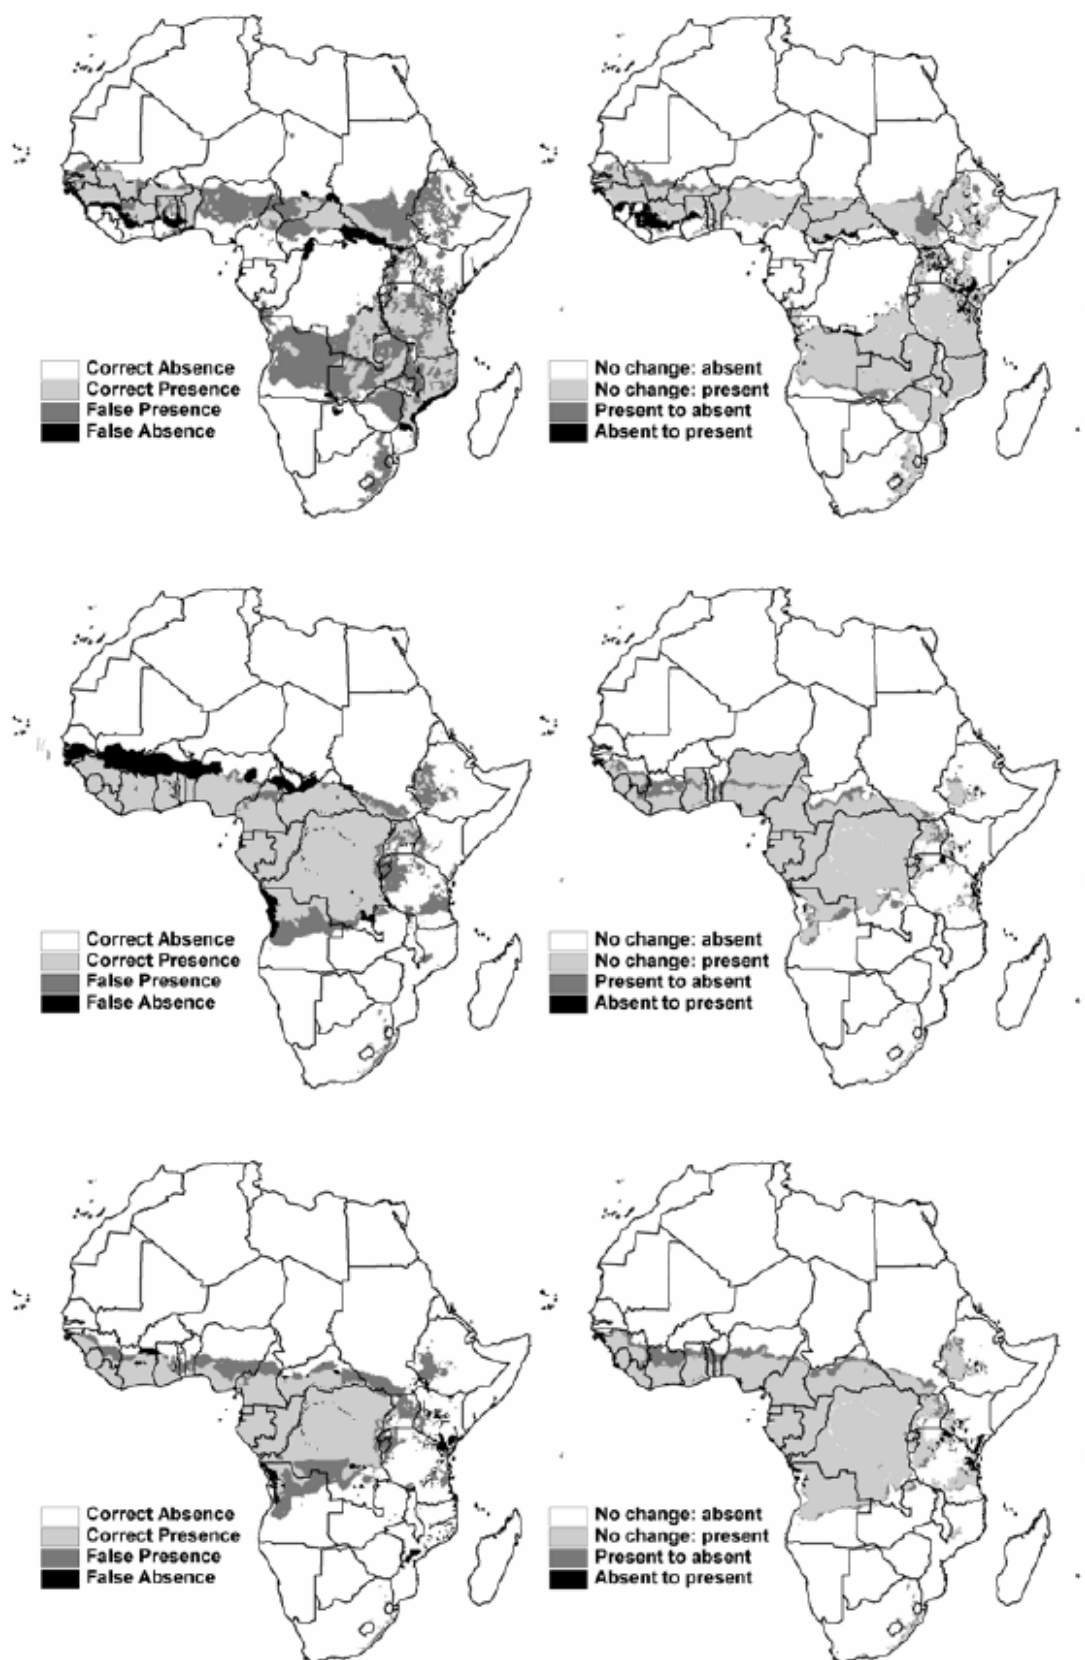 Correct Absence
Correct Presence
False Presence
False Absence
No change: absent
No change: present
Present to absent
Absent to present
Correct Absence
Correct Presence
False Presence
False Absence
No change: absent
No change: present
Present to absent
Absent to present
Correct Absence
Correct Presence
False Presence
False Absence
No change: absent
No change: present
Present to absent
Absent to present